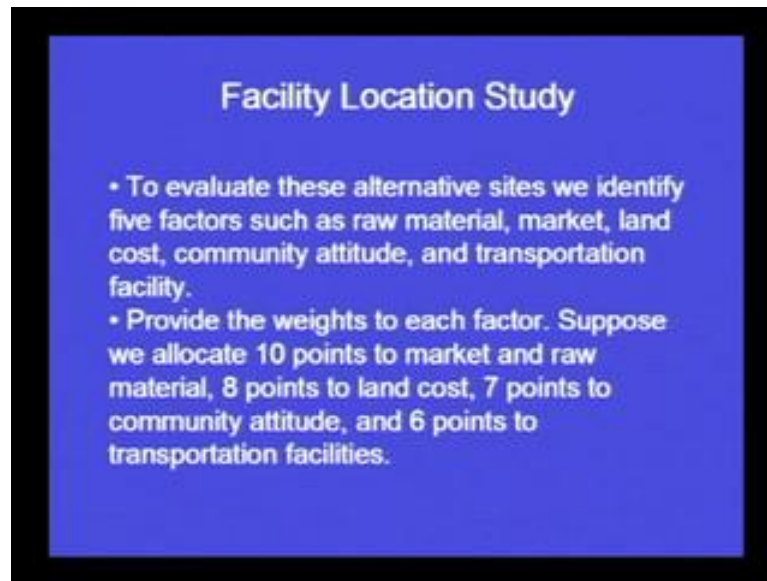 Facility Location Study
• To evaluate these alternative sites we identify
five factors such as raw material, market, land
cost, community attitude, and transportation
facility.
• Provide the weights to each factor. Suppose
we allocate 10 points to market and raw
material, 8 points to land cost, 7 points to
community attitude, and 6 points to
transportation facilities.